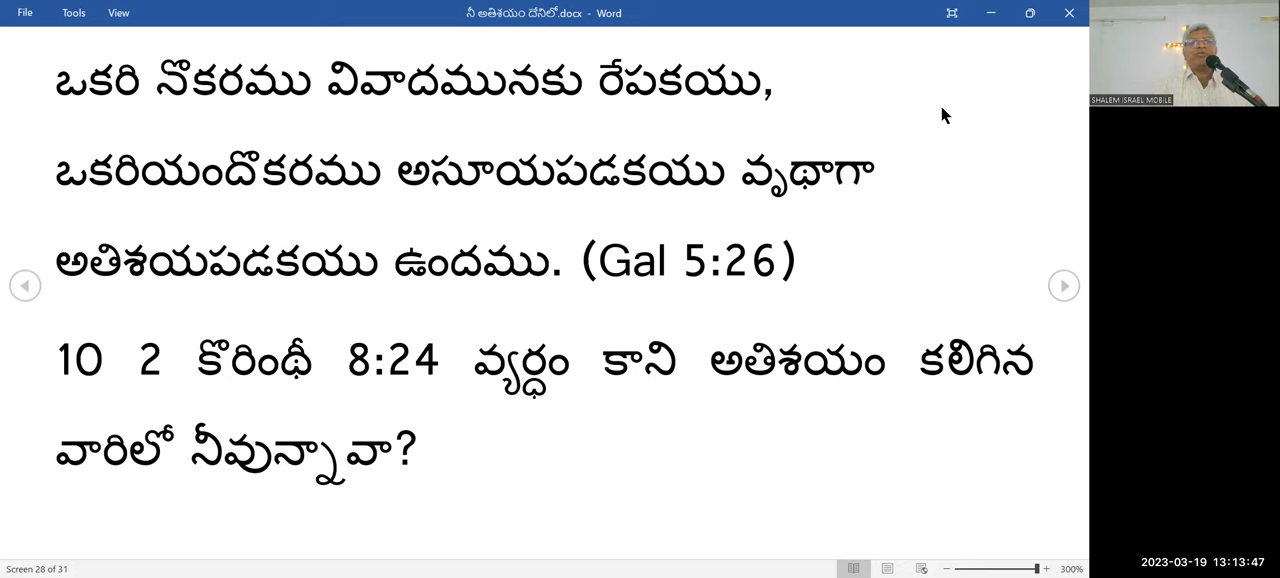 File Tools View నీ అతిశయం దేనిలో.docx - Word
ఒకరి నొకరము వివాదమునకు రేపకయు,
ఒకరియందొకరము అసూయపడకయు వృథాగా
అతిశయపడకయు ఉందము. (Gal 5:26)
10 2 కొరింథీ 8:24 వ్యర్ధం కాని అతిశయం కలిగిన
వారిలో నీవున్నావా?
SHALEM ISRAEL MOBILE
Screen 28 of 31
300%
2023-03-19 13:13:47